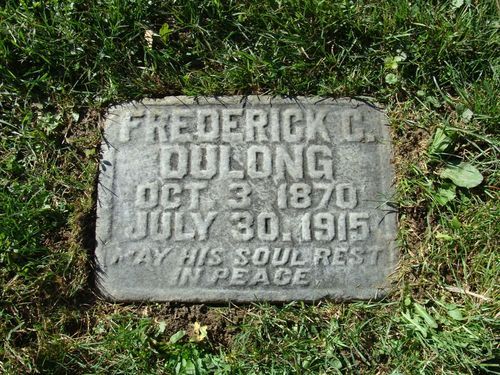 FREDERICK C.
DULONG
OCT. 3 1870
JULY 30, 1915
MAY HIS SOUL REST
IN PEACE